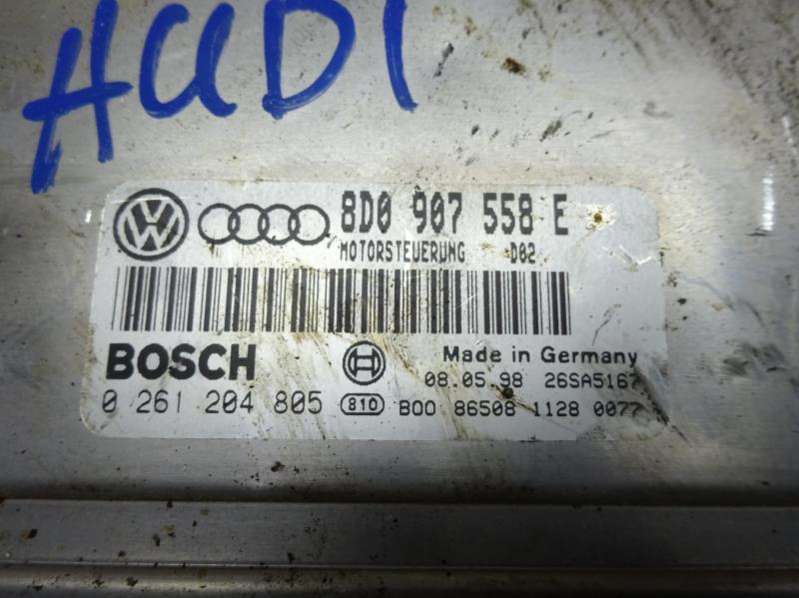 AUDI
VW
8D0 907 558 E
MOTORSTEUERUNG D02
BOSCH
Made in Germany
08.05.98 26SA5167
0 261 204 805 810 B00 86508 1128 0077